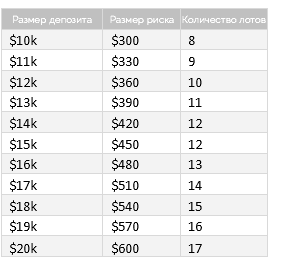 Размер депозита Размер риска Количество лотов
$10k $300 8
$11k $330 9
$12k $360 10
$13k $390 11
$14k $420 12
$15k $450 12
$16k $480 13
$17k $510 14
$18k $540 15
$19k $570 16
$20k $600 17